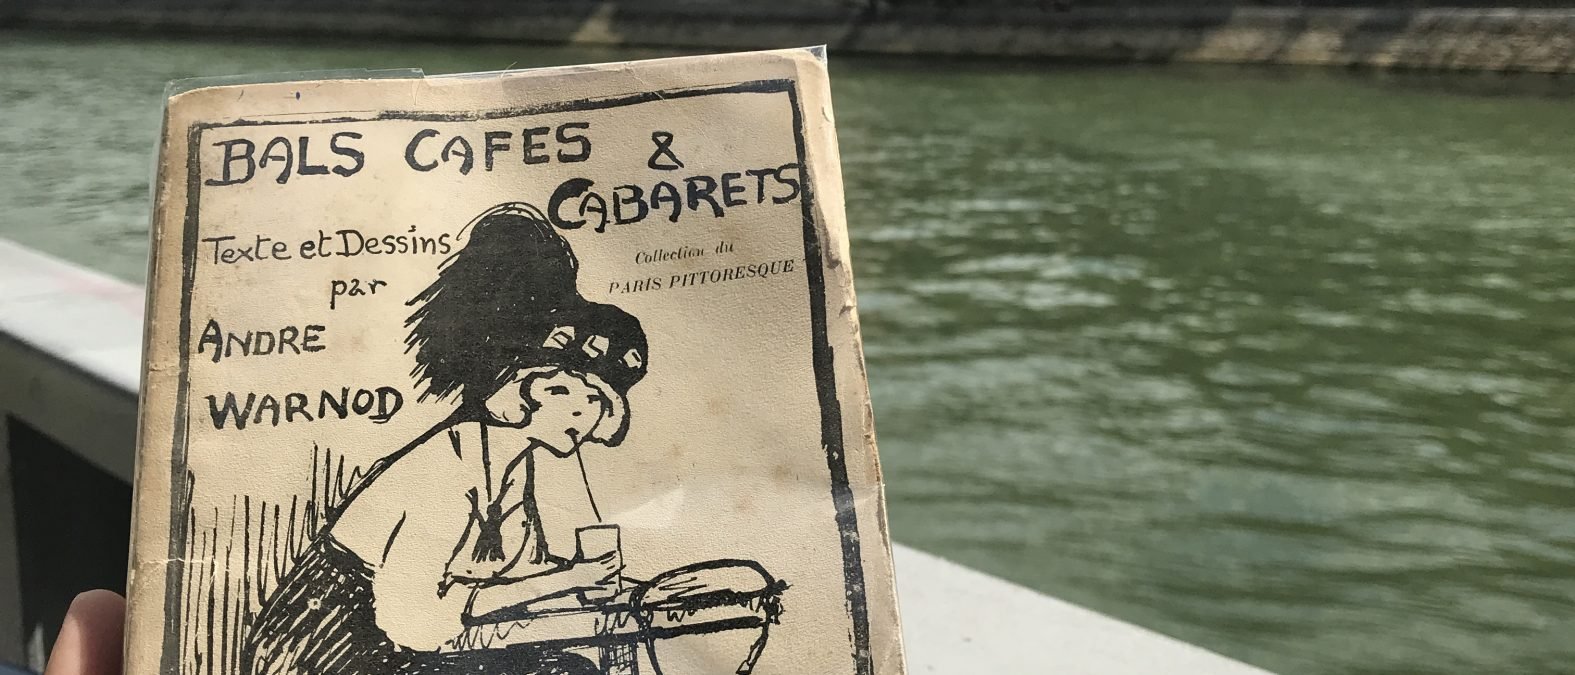 BALS CAFES &
CABARETS
Texte et Dessins
par
ANDRE
WARNOD
Collection du
PARIS PITTORESQUE